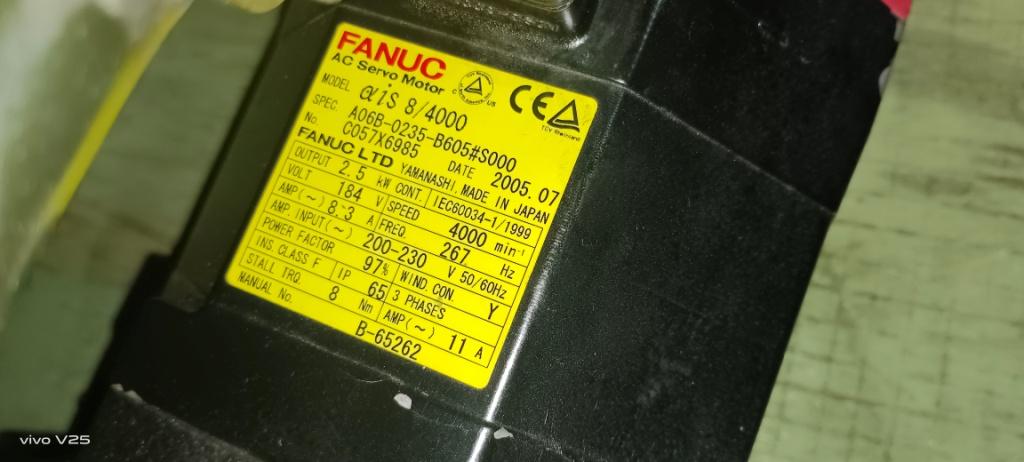 FANUC
AC Servo Motor
C US
CE
TÜV Rheinland
MODEL αis 8/4000
SPEC. A06B-0235-B605#S000
No. C057X6985 DATE 2005.07
FANUC LTD YAMANASHI, MADE IN JAPAN
OUTPUT 2.5 kW CONT. IEC60034-1/1999
VOLT 184 V SPEED 4000 min⁻¹
AMP(~) 8.3 A FREQ. 267 Hz
AMP. INPUT(~) 200-230 V 50/60Hz
POWER FACTOR 97% WIND. CON. Y
INS. CLASS F IP 65 3 PHASES
STALL TRQ. 8 Nm AMP(~) 11 A
MANUAL No. B-65262
vivo V25